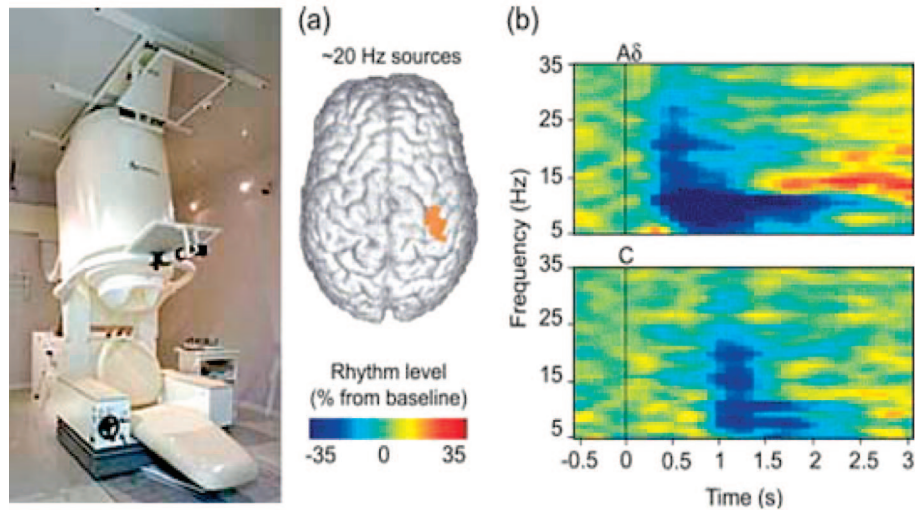 (a)
~20 Hz sources
Rhythm level
(% from baseline)
-35 0 35
(b)
Aδ
35
25
15
5
Frequency (Hz)
C
35
25
15
5
-0.5 0 0.5 1 1.5 2 2.5 3
Time (s)